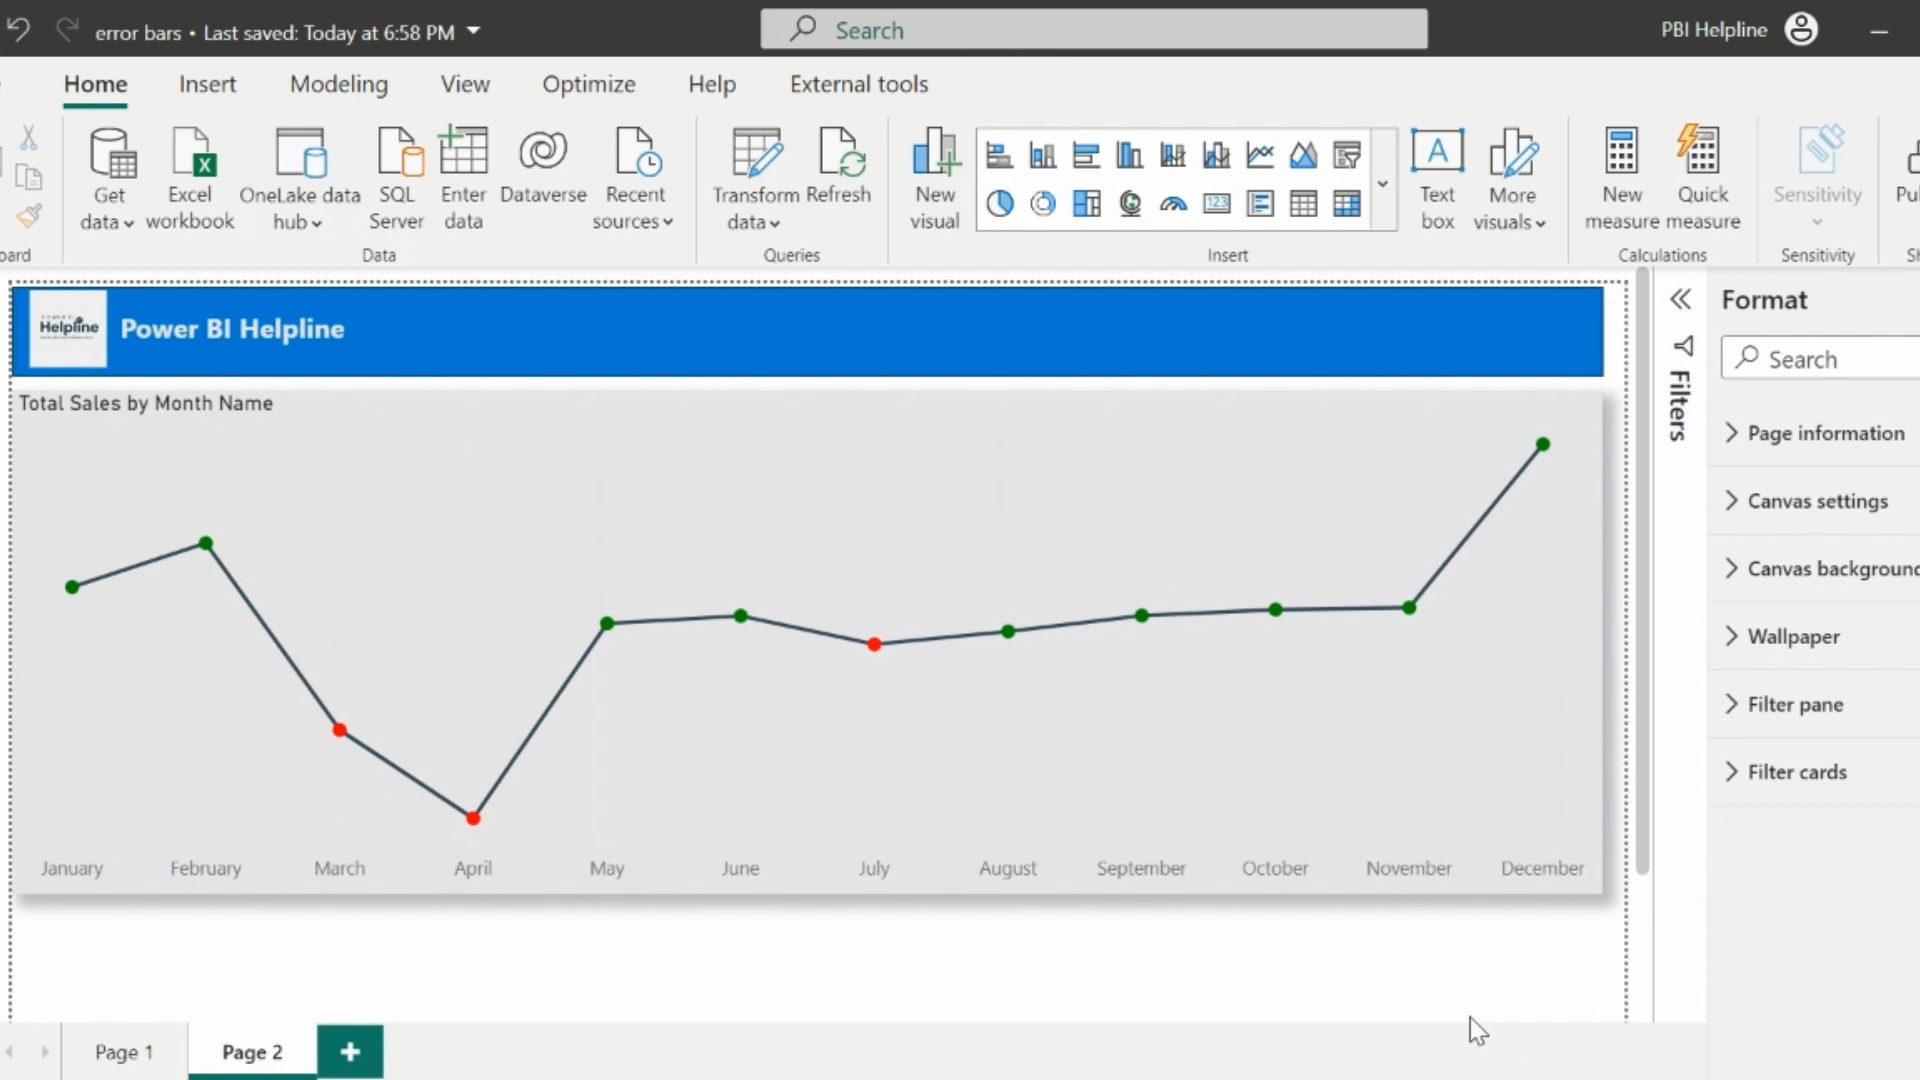 error bars • Last saved: Today at 6:58 PM
Search
PBI Helpline
Home Insert Modeling View Optimize Help External tools
Get data
Excel workbook
OneLake data hub
SQL Server
Enter data
Dataverse
Recent sources
Transform data
Refresh
New visual
123
A
Text box
More visuals
New measure
Quick measure
Sensitivity
Data
Queries
Insert
Calculations
Sensitivity
Helpline
Power BI Helpline
Total Sales by Month Name
January February March April May June July August September October November December
Filters
Format
Search
Page information
Canvas settings
Canvas background
Wallpaper
Filter pane
Filter cards
Page 1
Page 2